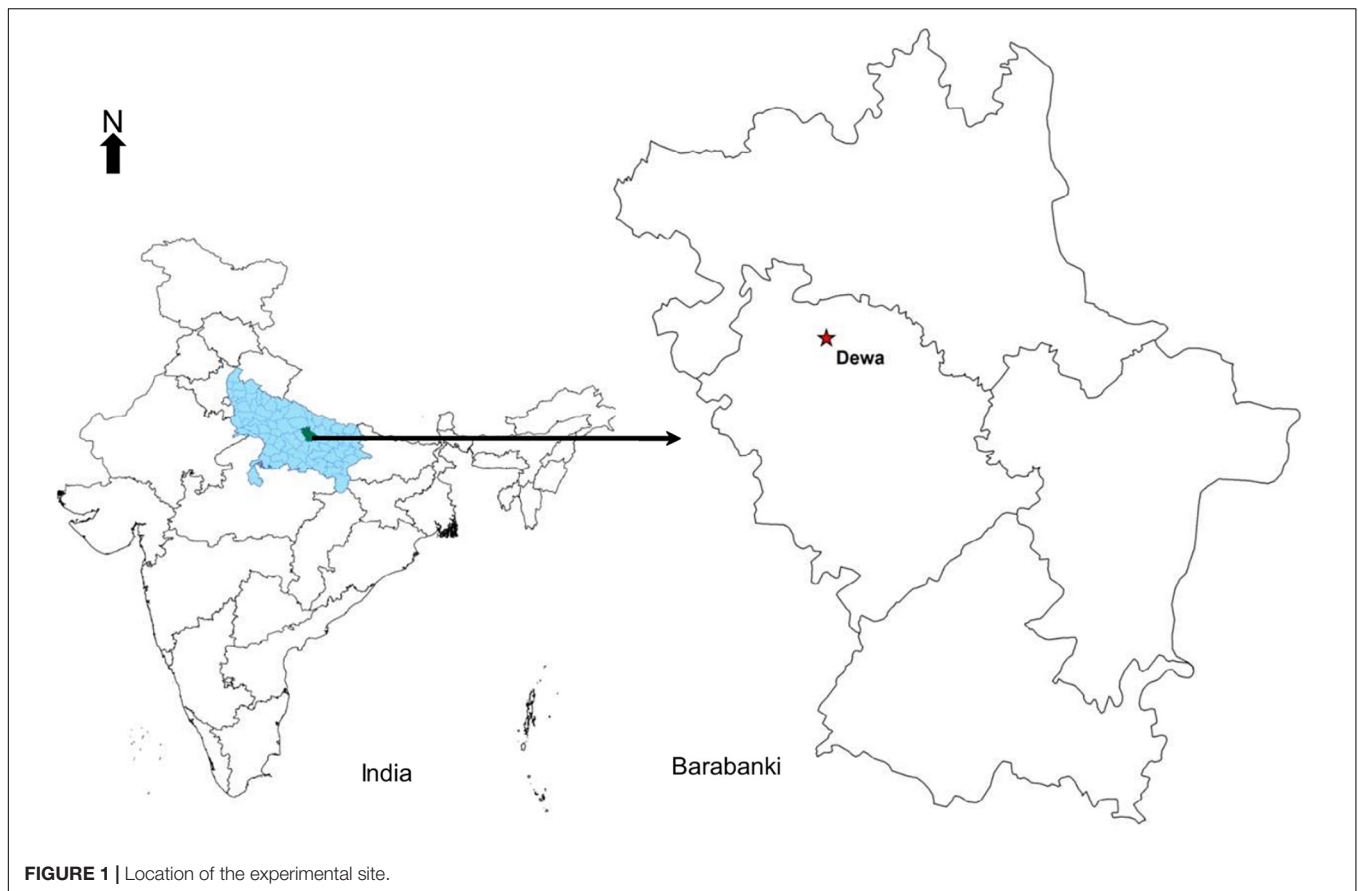 N
Dewa
India
Barabanki
FIGURE 1 | Location of the experimental site.